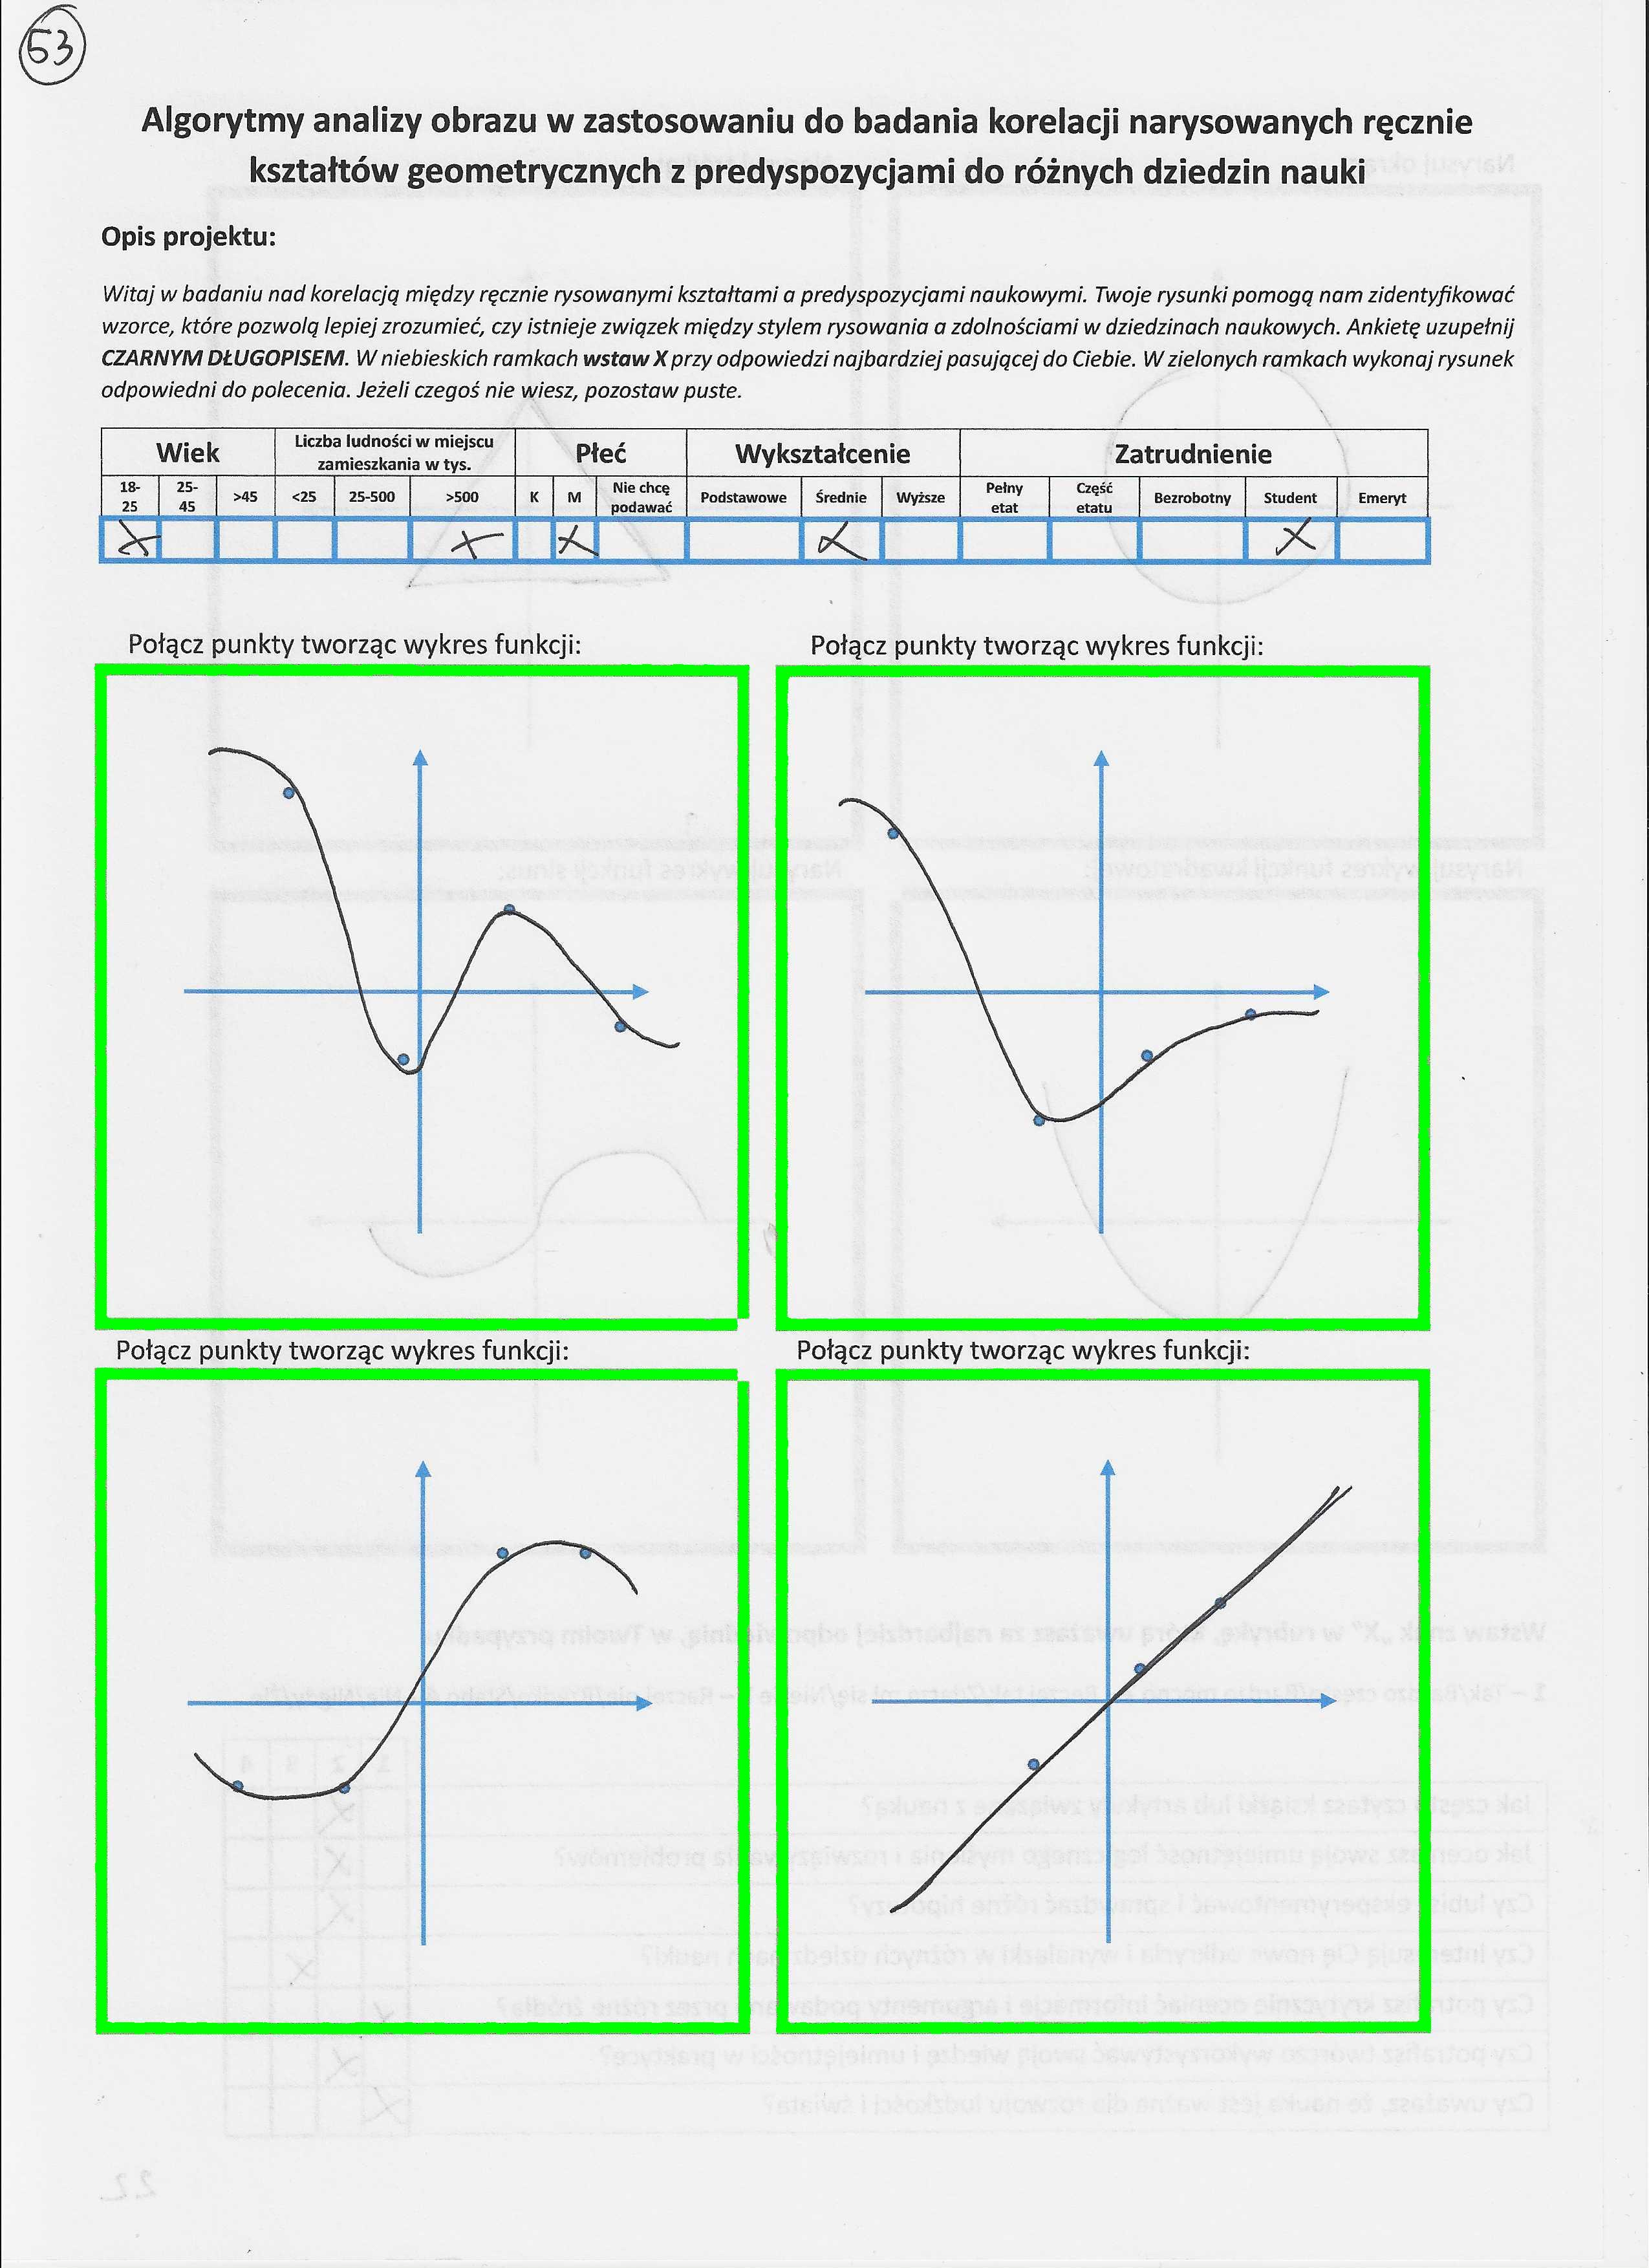 53
Algorytmy analizy obrazu w zastosowaniu do badania korelacji narysowanych ręcznie
kształtów geometrycznych z predyspozycjami do różnych dziedzin nauki
Opis projektu:
Witaj w badaniu nad korelacją między ręcznie rysowanymi kształtami a predyspozycjami naukowymi. Twoje rysunki pomogą nam zidentyfikować
wzorce, które pozwolą lepiej zrozumieć, czy istnieje związek między stylem rysowania a zdolnościami w dziedzinach naukowych. Ankietę uzupełnij
CZARNYM DŁUGOPISEM. W niebieskich ramkach wstaw X przy odpowiedzi najbardziej pasującej do Ciebie. W zielonych ramkach wykonaj rysunek
odpowiedni do polecenia. Jeżeli czegoś nie wiesz, pozostaw puste.
Wiek Liczba ludności w miejscu zamieszkania w tys. Płeć Wykształcenie Zatrudnienie
18-25 25-45 >45 <25 25-500 >500 K M Nie chcę podawać Podstawowe Średnie Wyższe Pełny etat Część etatu Bezrobotny Student Emeryt
X X X X X
Połącz punkty tworząc wykres funkcji: Połącz punkty tworząc wykres funkcji:
Połącz punkty tworząc wykres funkcji: Połącz punkty tworząc wykres funkcji: